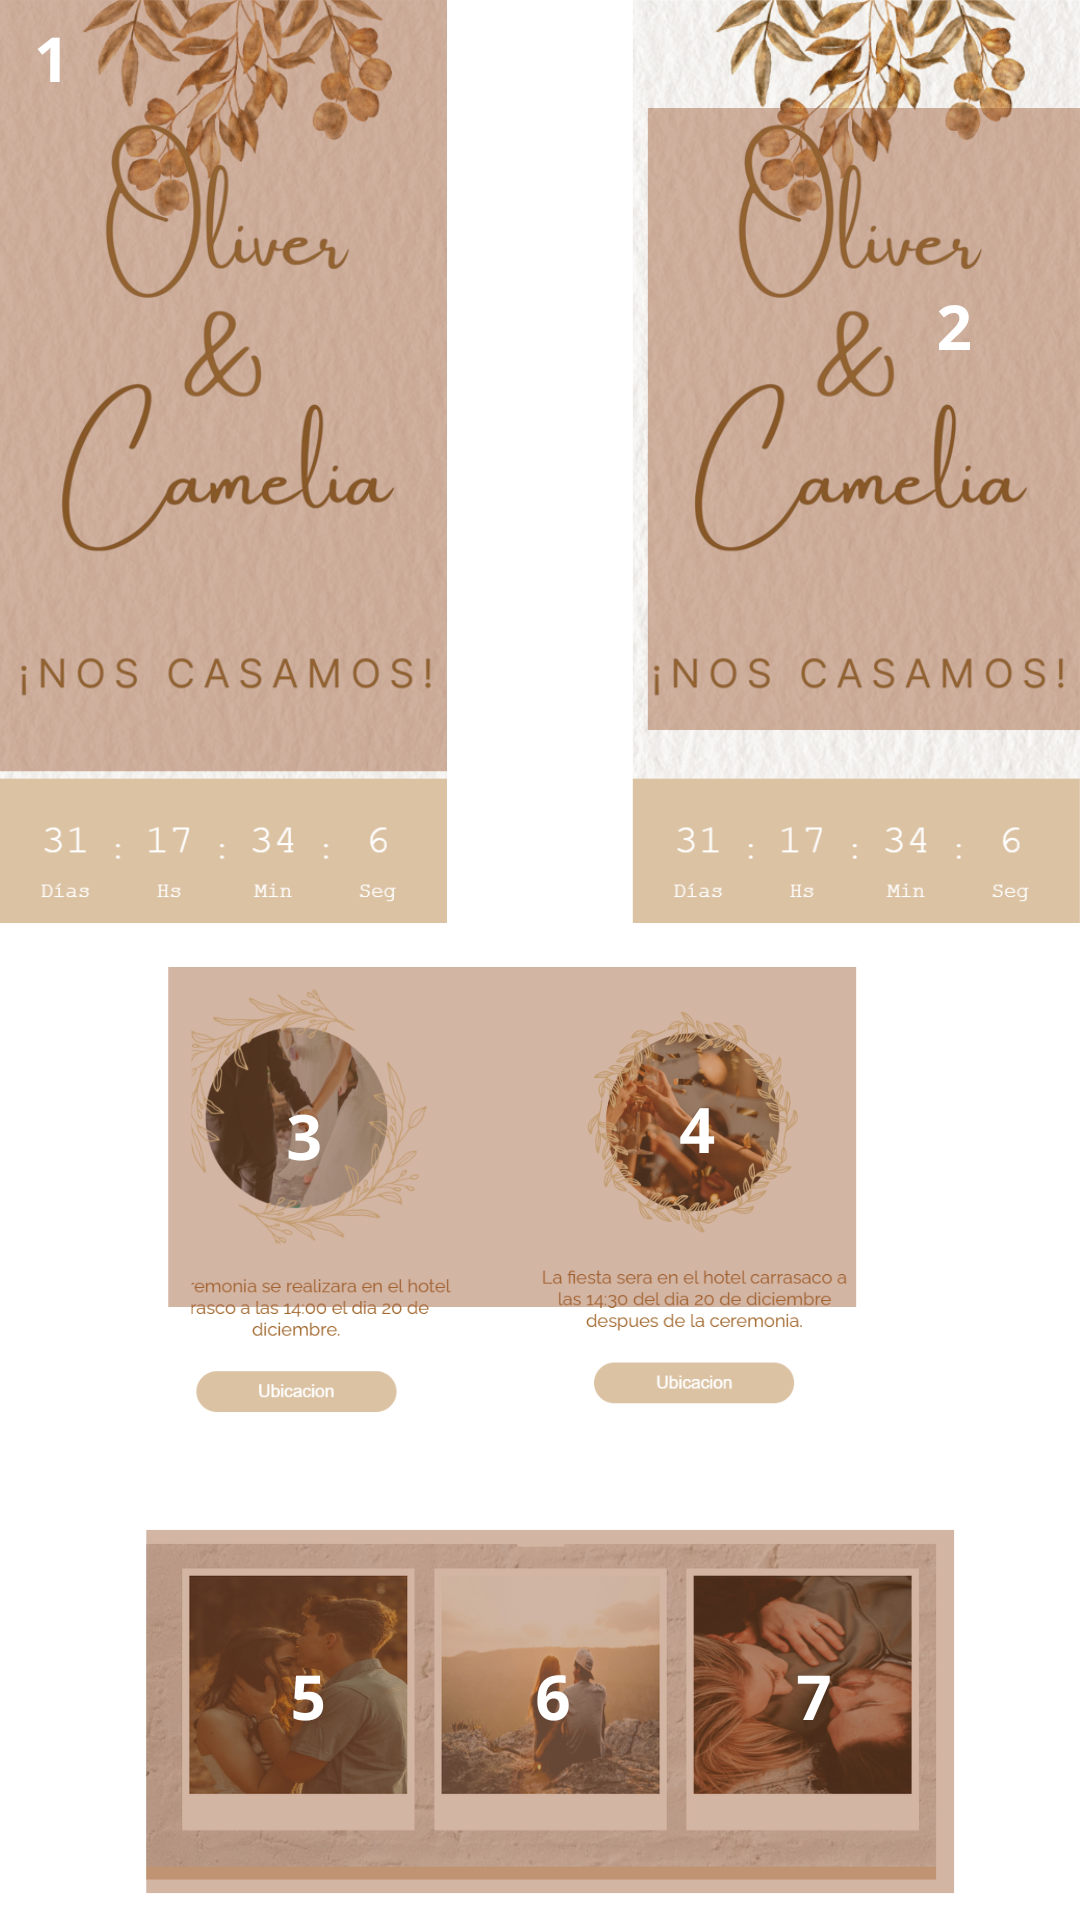 1
Oliver
&
Camelia
¡NOS CASAMOS!
31 : 17 : 34 : 6
Días Hs Min Seg
Oliver
2
&
Camelia
¡NOS CASAMOS!
31 : 17 : 34 : 6
Días Hs Min Seg
3
remonia se realizara en el hotel
rasco a las 14:00 el dia 20 de
diciembre.
Ubicacion
4
La fiesta sera en el hotel carrasaco a
las 14:30 del dia 20 de diciembre
despues de la ceremonia.
Ubicacion
5
6
7